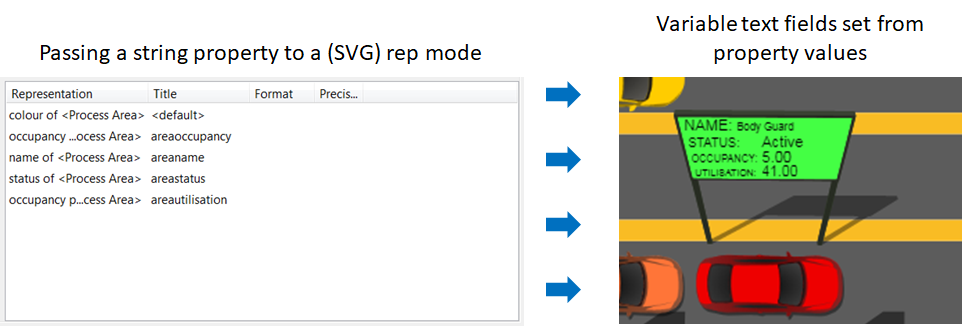 Passing a string property to a (SVG) rep mode
Representation Title Format Precis...
colour of <Process Area> <default>
occupancy ...ocess Area> areaoccupancy
name of <Process Area> areaname
status of <Process Area> areastatus
occupancy p...cess Area> areautilisation
Variable text fields set from
property values
NAME: Body Guard
STATUS: Active
OCCUPANCY: 5.00
UTILISATION: 41.00